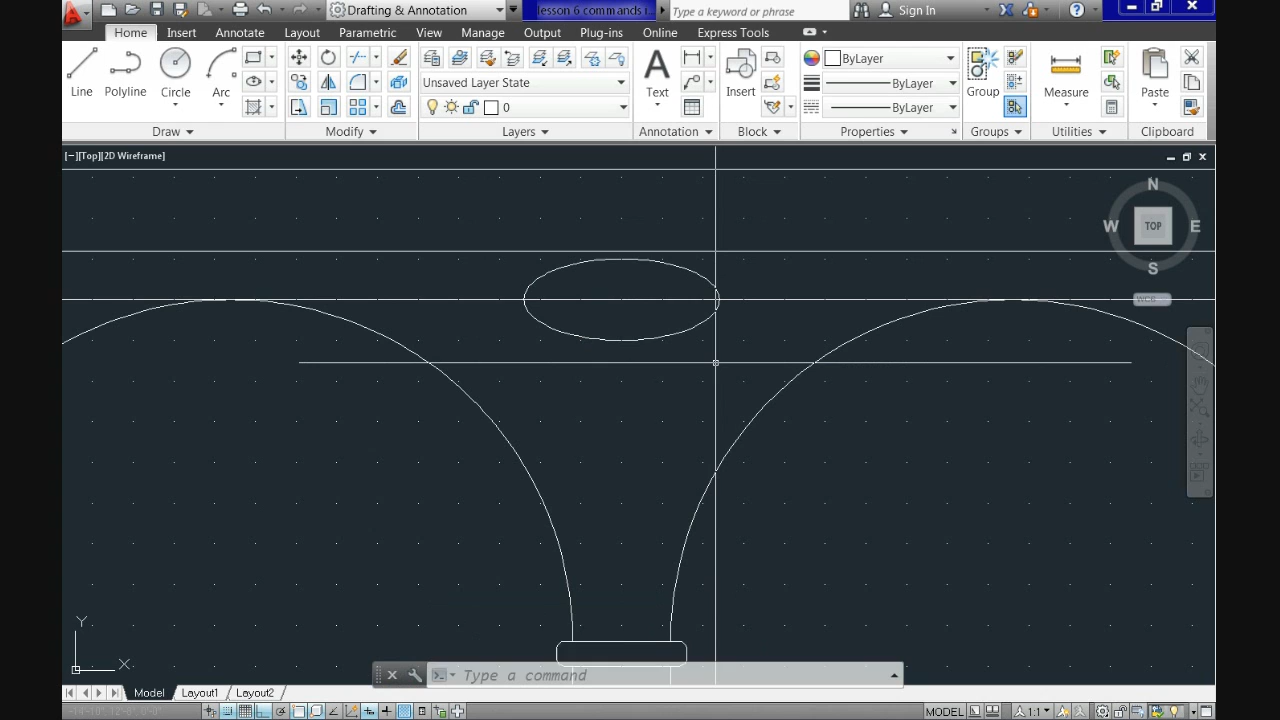 Drafting & Annotation
lesson 6 commands
Type a keyword or phrase
Sign In
Home Insert Annotate Layout Parametric View Manage Output Plug-ins Online Express Tools
Line Polyline Circle Arc
Unsaved Layer State
0
Text
Insert
ByLayer
ByLayer
ByLayer
Group
Measure
Paste
Draw Modify Layers Annotation Block Properties Groups Utilities Clipboard
[−][Top][2D Wireframe]
N
W TOP E
S
WCS
Y
X
Type a command
Model Layout1 Layout2
MODEL 1:1